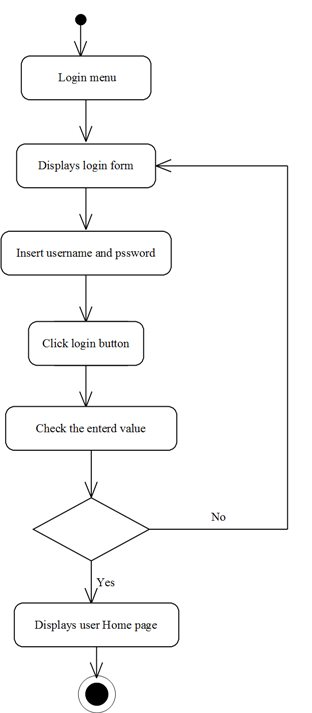 Login menu
Displays login form
Insert username and pssword
Click login button
Check the enterd value
No
Yes
Displays user Home page